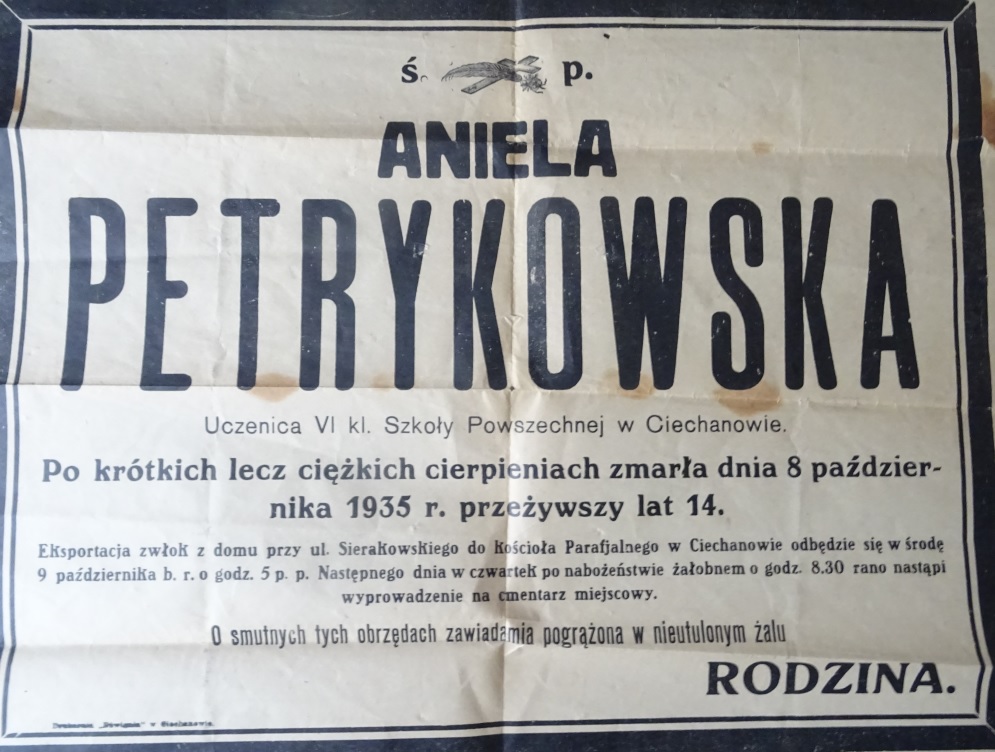 ś. p.
ANIELA
PETRYKOWSKA
Uczenica VI kl. Szkoły Powszechnej w Ciechanowie.
Po krótkich lecz ciężkich cierpieniach zmarła dnia 8 paździer-
nika 1935 r. przeżywszy lat 14.
Eksportacja zwłok z domu przy ul. Sierakowskiego do kościoła Parafjalnego w Ciechanowie odbędzie się w środę
9 października b. r. o godz. 5 p. p. Następnego dnia w czwartek po nabożeństwie żałobnem o godz. 8.30 rano nastąpi
wyprowadzenie na cmentarz miejscowy.
O smutnych tych obrzędach zawiadamia pogrążona w nieutulonym żalu
RODZINA.
Drukarnia „Dźwignia" w Ciechanowie.